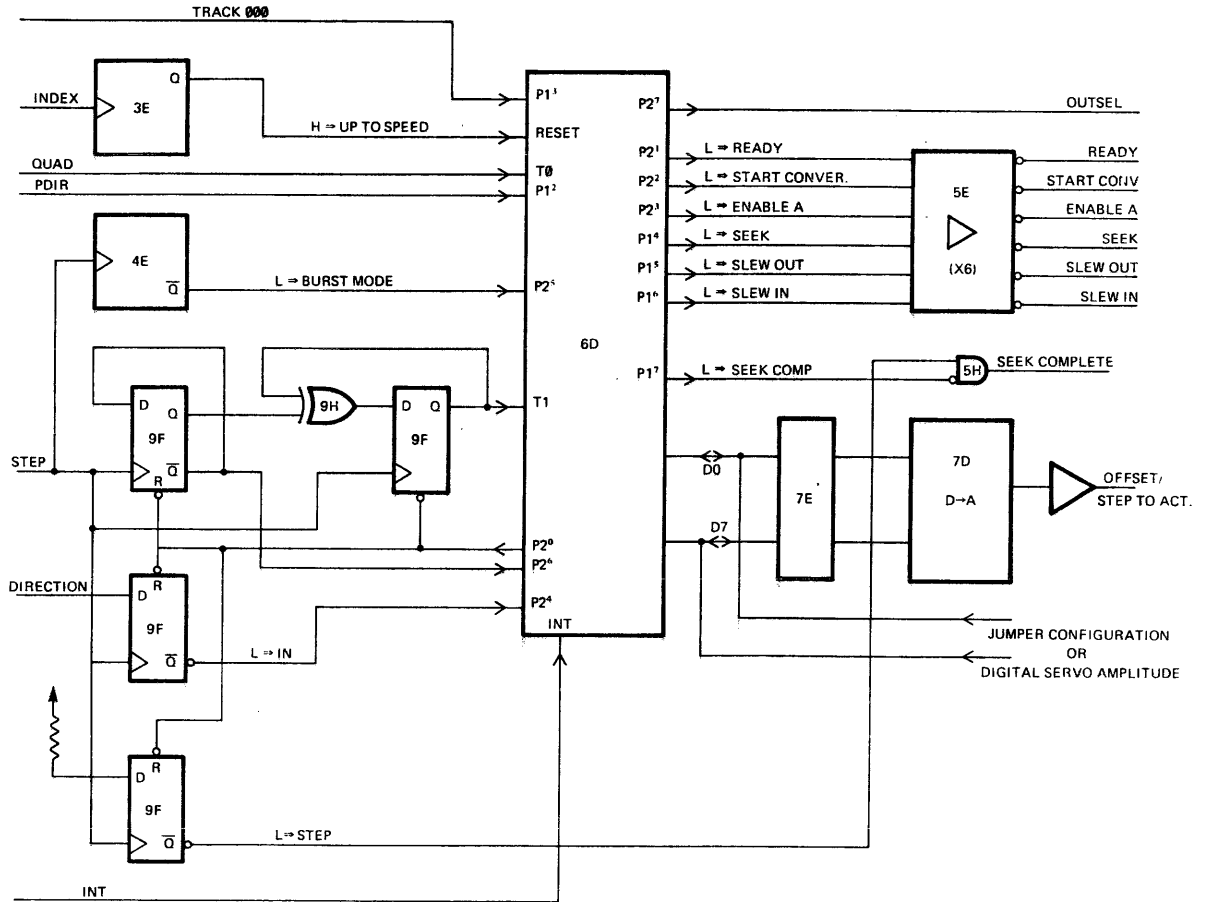 TRACK 000
INDEX
3E
Q
H ⇒ UP TO SPEED
QUAD
PDIR
4E
Q̅
L ⇒ BURST MODE
D
Q
9F
Q̅
R
9H
D Q
9F
STEP
DIRECTION
R
D
9F
Q̅
L ⇒ IN
R
D
9F
Q̅
L ⇒ STEP
INT
P1³
RESET
T0
P1²
P2⁵
T1
P2⁰
P2⁶
P2⁴
INT
6D
P2⁷
P2¹
P2²
P2³
P1⁴
P1⁵
P1⁶
P1⁷
OUTSEL
L ⇒ READY
L ⇒ START CONVER.
L ⇒ ENABLE A
L ⇒ SEEK
L ⇒ SLEW OUT
L ⇒ SLEW IN
5E
(X6)
READY
START CONV
ENABLE A
SEEK
SLEW OUT
SLEW IN
L ⇒ SEEK COMP
5H
SEEK COMPLETE
D0
D7
7E
7D
D→A
OFFSET/
STEP TO ACT.
JUMPER CONFIGURATION
OR
DIGITAL SERVO AMPLITUDE